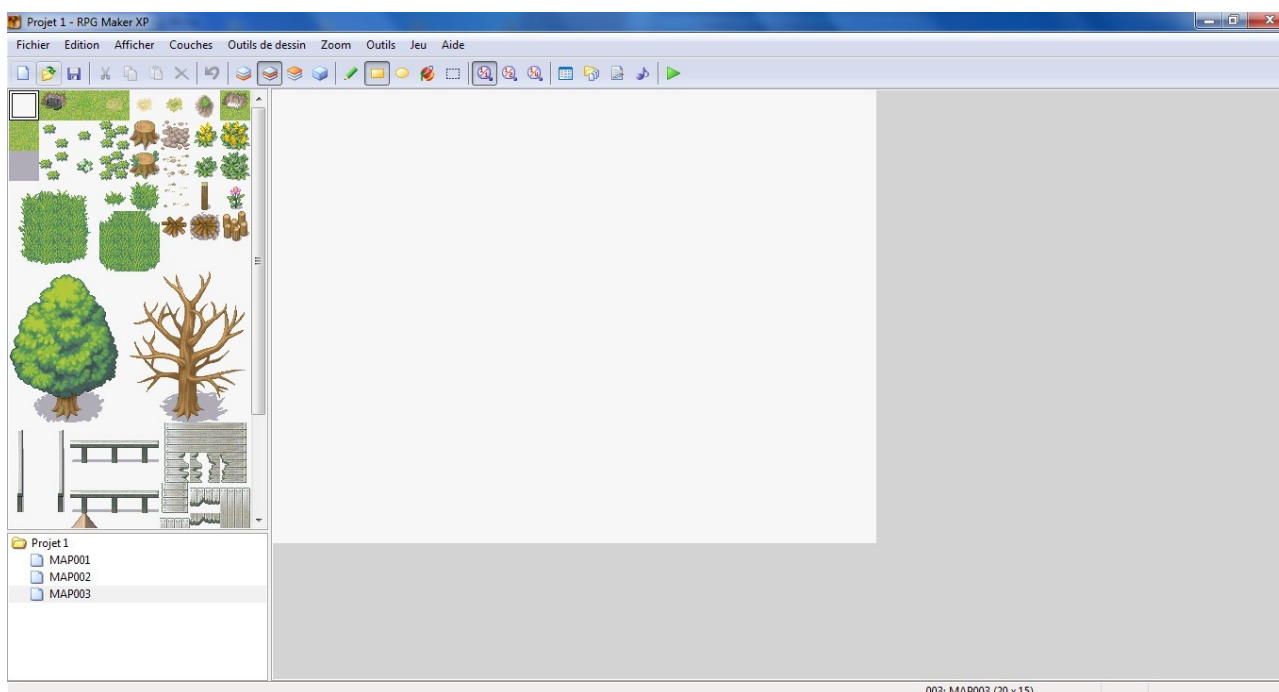 Projet 1 - RPG Maker XP
Fichier Edition Afficher Couches Outils de dessin Zoom Outils Jeu Aide
Projet 1
MAP001
MAP002
MAP003
003: MAP003 (20 x 15)